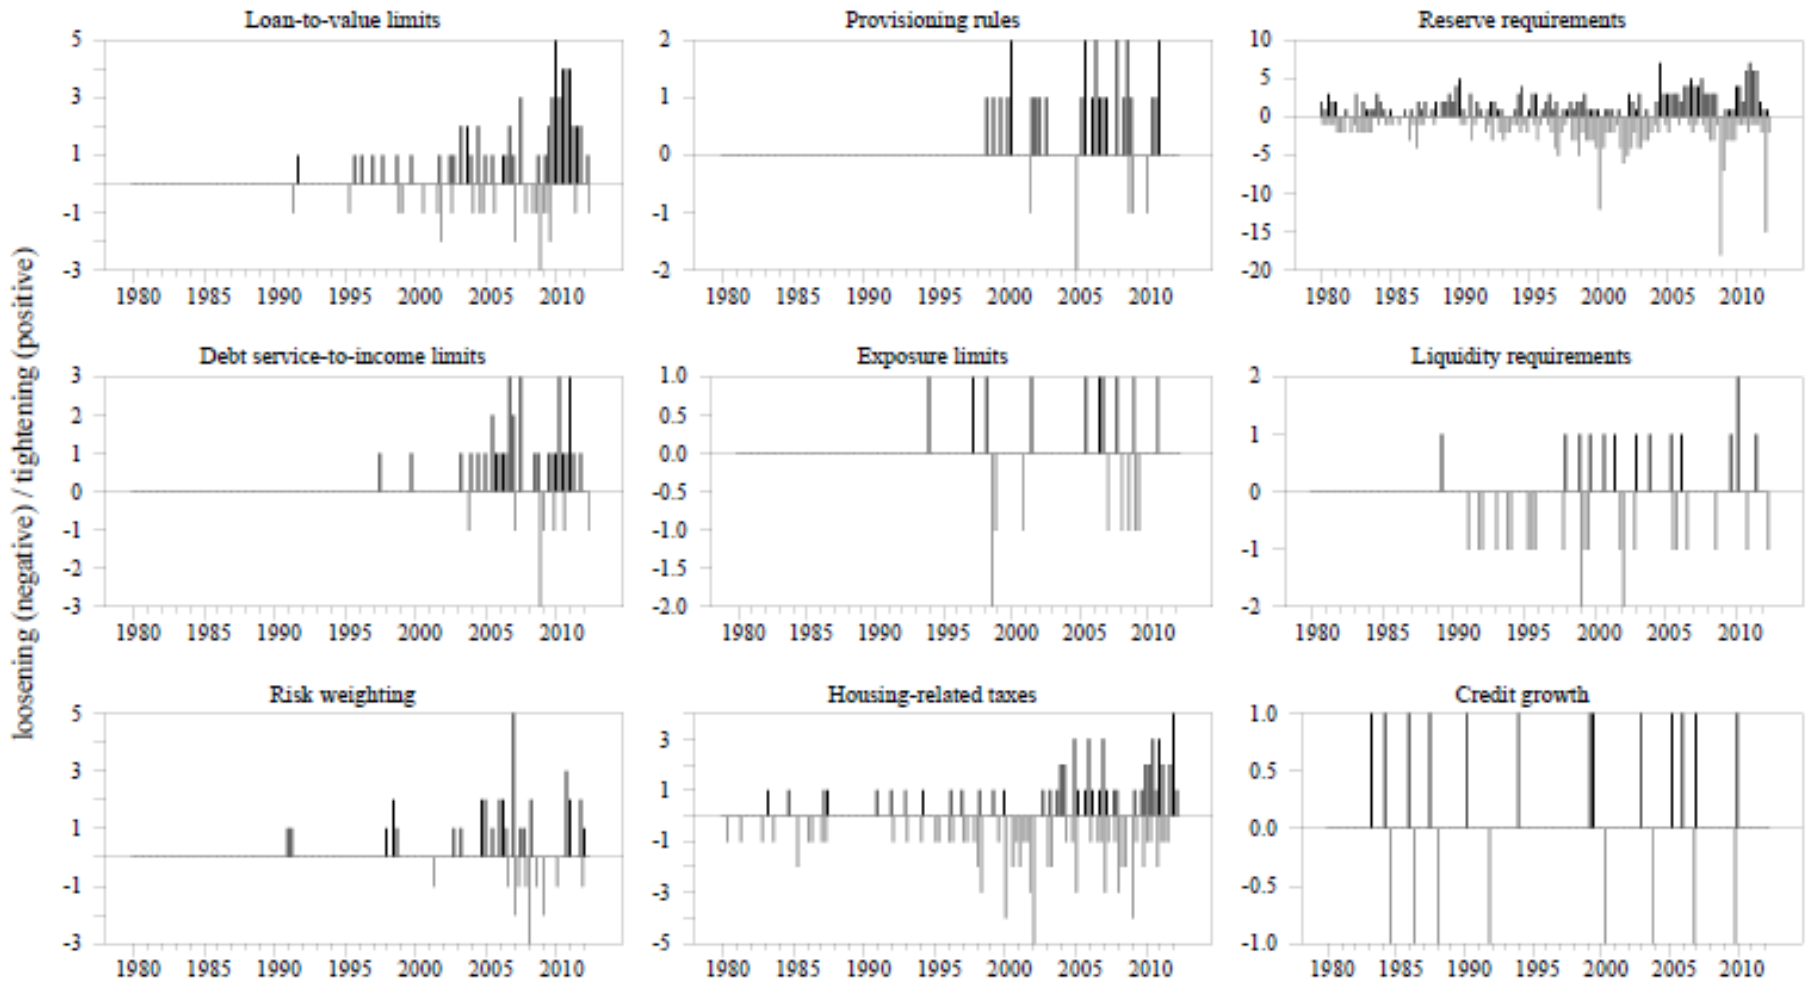 loosening (negative) / tightening (positive)
Loan-to-value limits
5
3
1
-1
-3
1980 1985 1990 1995 2000 2005 2010
Provisioning rules
2
1
0
-1
-2
1980 1985 1990 1995 2000 2005 2010
Reserve requirements
10
5
0
-5
-10
-15
-20
1980 1985 1990 1995 2000 2005 2010
Debt service-to-income limits
3
2
1
0
-1
-2
-3
1980 1985 1990 1995 2000 2005 2010
Exposure limits
1.0
0.5
0.0
-0.5
-1.0
-1.5
-2.0
1980 1985 1990 1995 2000 2005 2010
Liquidity requirements
2
1
0
-1
-2
1980 1985 1990 1995 2000 2005 2010
Risk weighting
5
3
1
-1
-3
1980 1985 1990 1995 2000 2005 2010
Housing-related taxes
3
1
-1
-3
-5
1980 1985 1990 1995 2000 2005 2010
Credit growth
1.0
0.5
0.0
-0.5
-1.0
1980 1985 1990 1995 2000 2005 2010